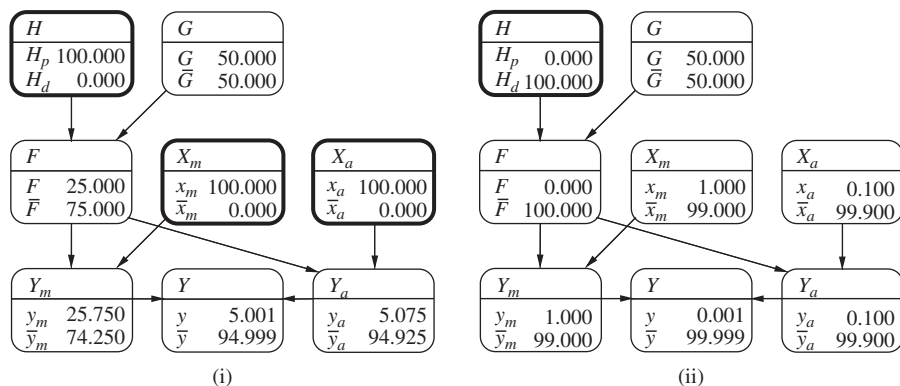 H G H G
H_p 100.000 G 50.000 H_p 0.000 G 50.000
H_d 0.000 G̅ 50.000 H_d 100.000 G̅ 50.000
F X_m X_a F X_m X_a
F 25.000 x_m 100.000 x_a 100.000 F 0.000 x_m 1.000 x_a 0.100
F̅ 75.000 x̅_m 0.000 x̅_a 0.000 F̅ 100.000 x̅_m 99.000 x̅_a 99.900
Y_m Y Y_a Y_m Y Y_a
y_m 25.750 y 5.001 y_a 5.075 y_m 1.000 y 0.001 y_a 0.100
y̅_m 74.250 y̅ 94.999 y̅_a 94.925 y̅_m 99.000 y̅ 99.999 y̅_a 99.900
(i) (ii)